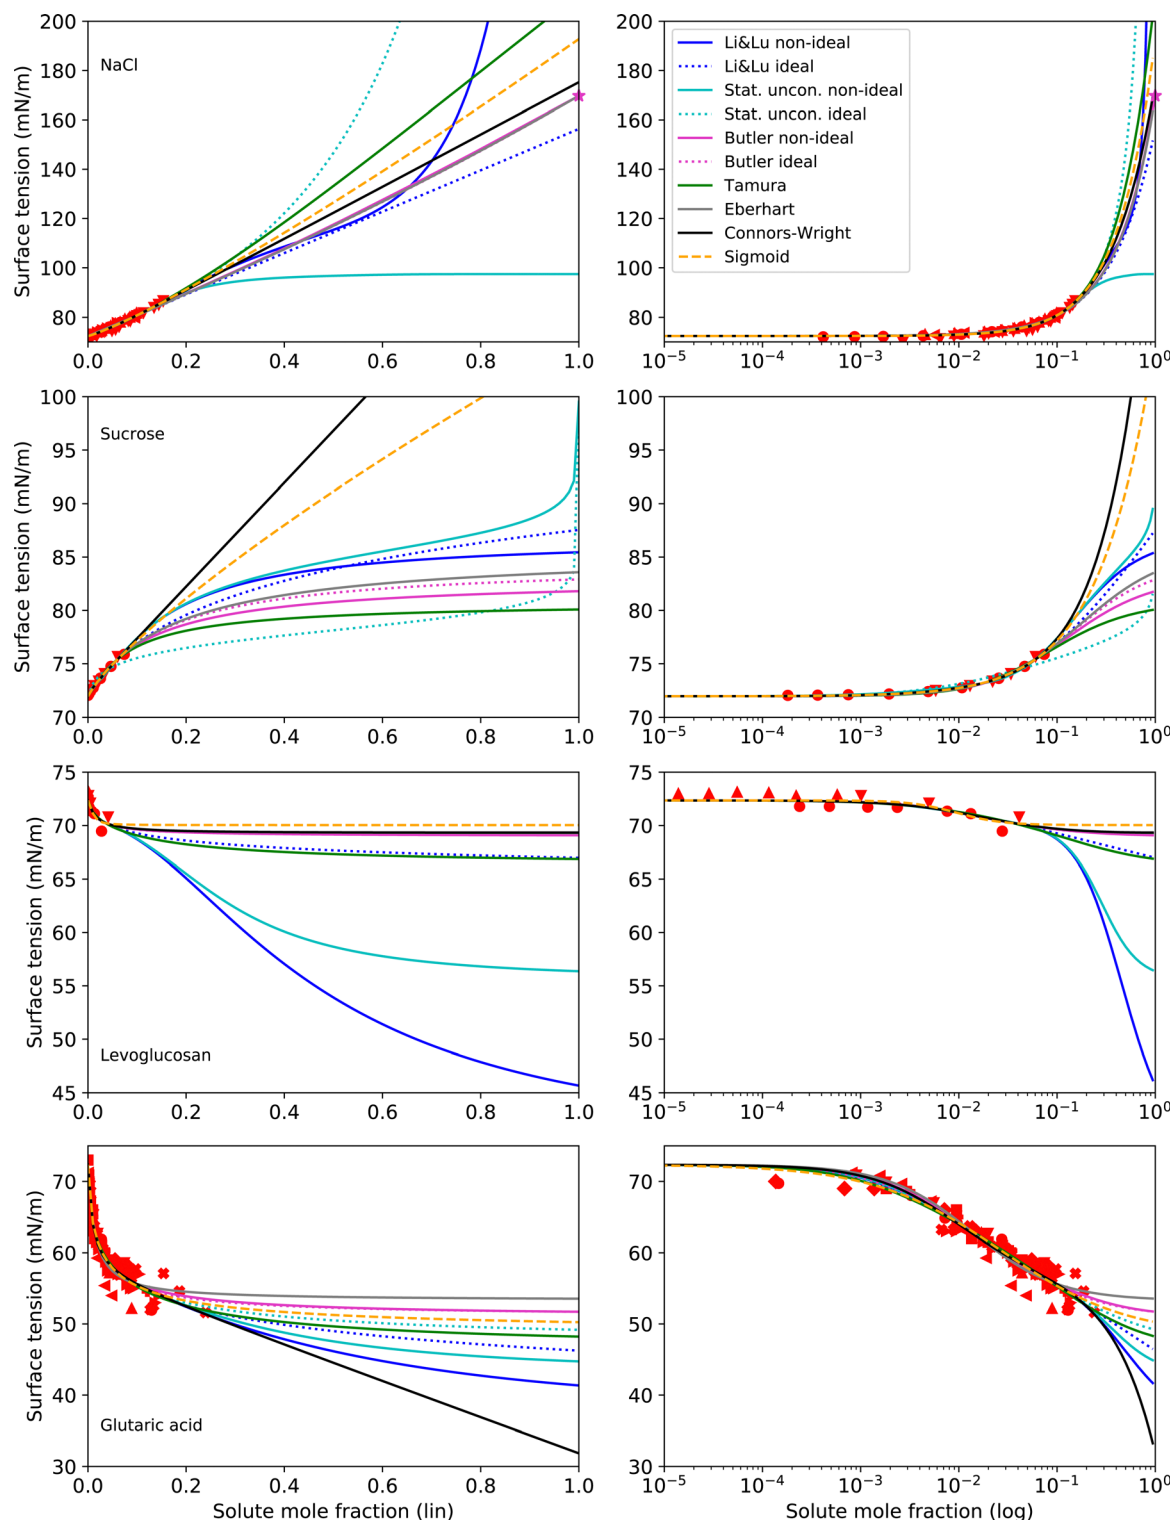 200
180
160
140
120
100
80
Surface tension (mN/m)
NaCl
0.0 0.2 0.4 0.6 0.8 1.0
200
180
160
140
120
100
80
Li&Lu non-ideal
Li&Lu ideal
Stat. uncon. non-ideal
Stat. uncon. ideal
Butler non-ideal
Butler ideal
Tamura
Eberhart
Connors-Wright
Sigmoid
10⁻⁵ 10⁻⁴ 10⁻³ 10⁻² 10⁻¹ 10⁰
100
95
90
85
80
75
70
Surface tension (mN/m)
Sucrose
0.0 0.2 0.4 0.6 0.8 1.0
100
95
90
85
80
75
70
10⁻⁵ 10⁻⁴ 10⁻³ 10⁻² 10⁻¹ 10⁰
75
70
65
60
55
50
45
Surface tension (mN/m)
Levoglucosan
0.0 0.2 0.4 0.6 0.8 1.0
75
70
65
60
55
50
45
10⁻⁵ 10⁻⁴ 10⁻³ 10⁻² 10⁻¹ 10⁰
70
60
50
40
30
Surface tension (mN/m)
Glutaric acid
0.0 0.2 0.4 0.6 0.8 1.0
Solute mole fraction (lin)
70
60
50
40
30
10⁻⁵ 10⁻⁴ 10⁻³ 10⁻² 10⁻¹ 10⁰
Solute mole fraction (log)